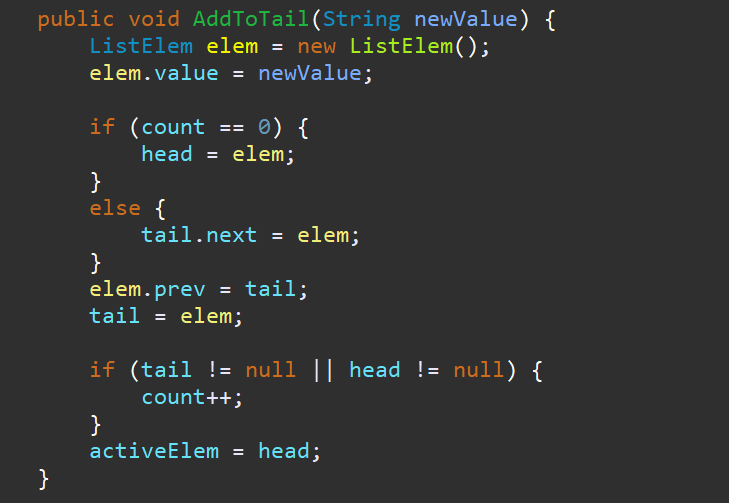 public void AddToTail(String newValue) {
    ListElem elem = new ListElem();
    elem.value = newValue;

    if (count == 0) {
        head = elem;
    }
    else {
        tail.next = elem;
    }
    elem.prev = tail;
    tail = elem;

    if (tail != null || head != null) {
        count++;
    }
    activeElem = head;
}